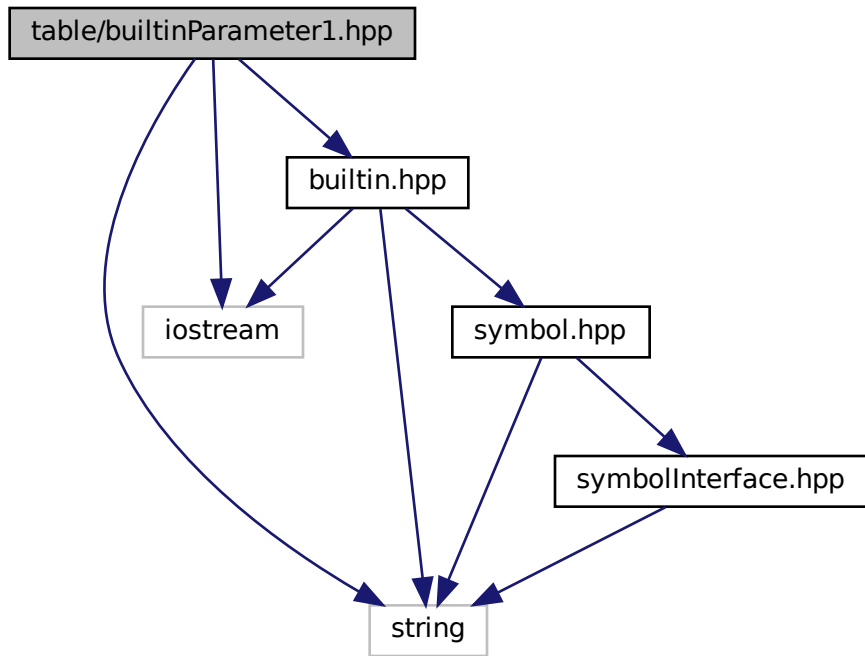 table/builtinParameter1.hpp
builtin.hpp
iostream
symbol.hpp
symbolInterface.hpp
string